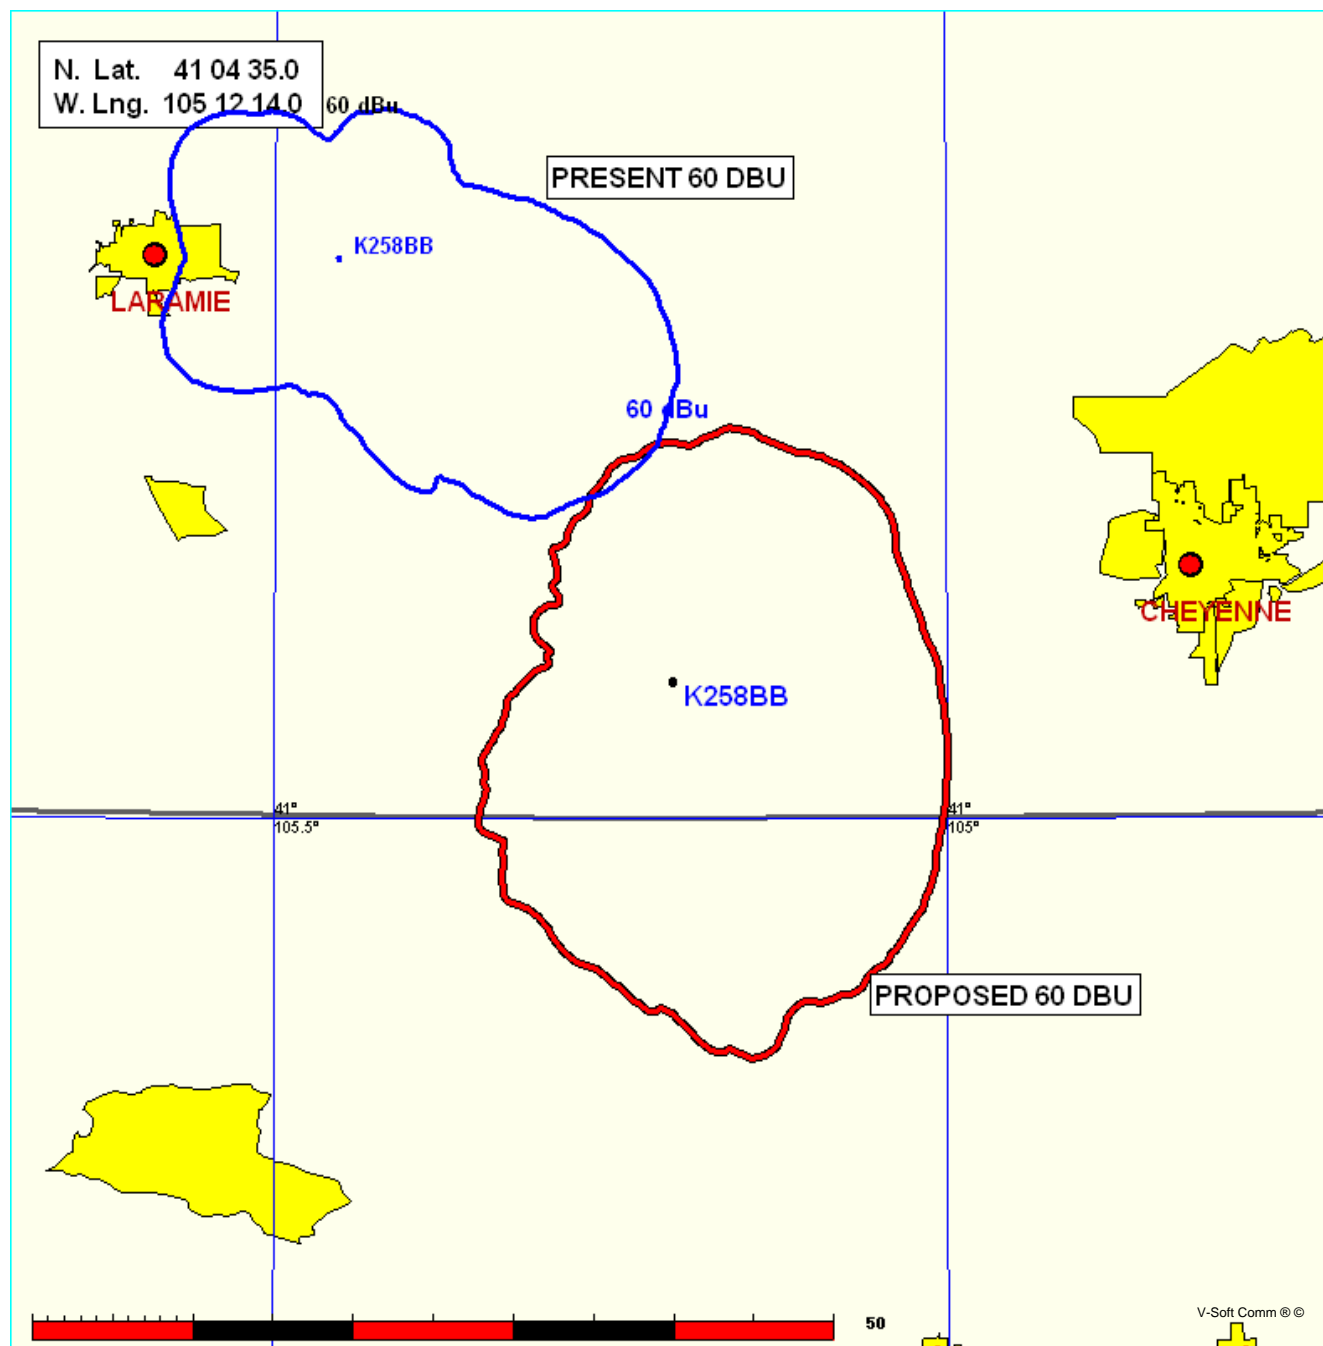 N. Lat. 41 04 35.0
W. Lng. 105 12 14.0
60 dBu
PRESENT 60 DBU
K258BB
LARAMIE
60 dBu
CHEYENNE
K258BB
41°
105.5°
41°
105°
PROPOSED 60 DBU
V-Soft Comm ® ©
50